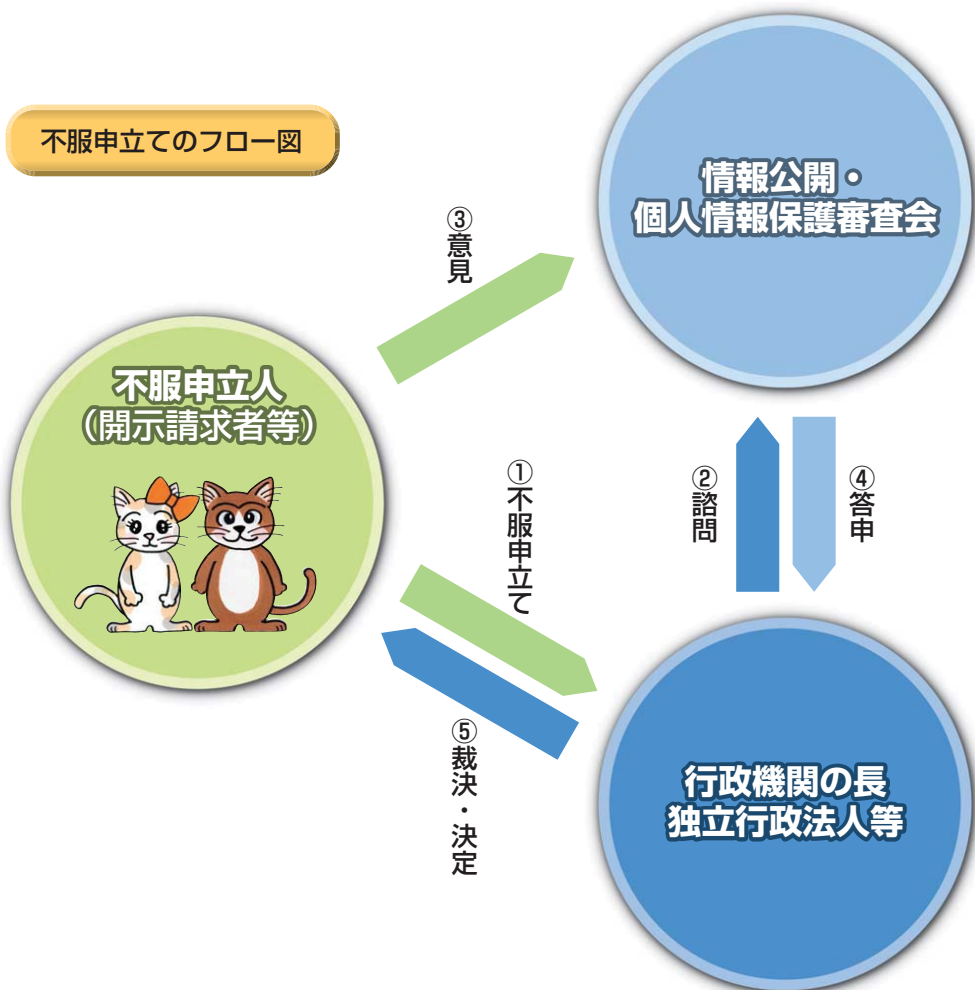 不服申立てのフロー図
情報公開・
個人情報保護審査会
③意見
不服申立人
（開示請求者等）
①不服申立て
②諮問
④答申
⑤裁決・決定
行政機関の長
独立行政法人等